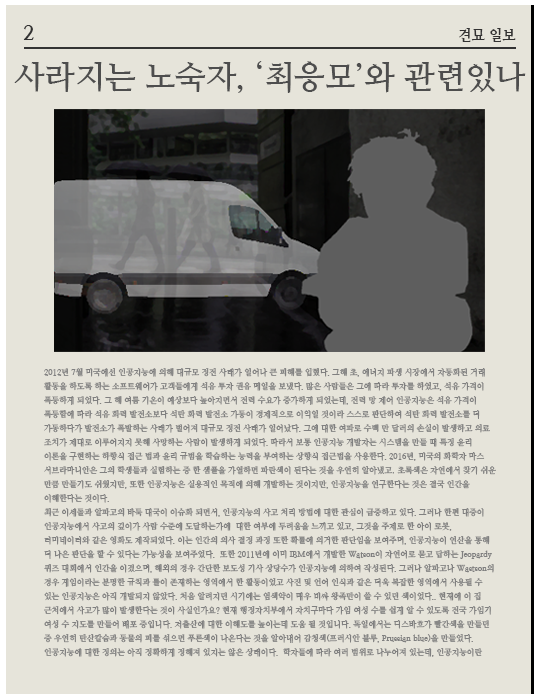 2
견묘 일보
사라지는 노숙자, ‘최응모’와 관련있나
2012년 7월 미국에선 인공지능에 의해 대규모 정전 사태가 일어나 큰 피해를 입혔다. 그해 초, 에너지 파생 시장에서 자동화된 거래
활동을 하도록 하는 소프트웨어가 고객들에게 석유 투자 권유 메일을 보냈다. 많은 사람들은 그에 따라 투자를 하였고, 석유 가격이
폭등하게 되었다. 그 해 여름 기온이 예상보다 높아지면서 전력 수요가 증가하게 되었는데, 전력 망 제어 인공지능은 석유 가격이
폭등함에 따라 석유 화력 발전소보다 석탄 화력 발전소 가동이 경제적으로 이익일 것이라 스스로 판단하여 석탄 화력 발전소를 더
가동하다가 발전소가 폭발하는 사태가 벌어져 대규모 정전 사태가 일어났다. 그에 대한 여파로 수백 만 달러의 손실이 발생하고 의료
조치가 제대로 이루어지지 못해 사망하는 사람이 발생하게 되었다. 따라서 보통 인공지능 개발자는 시스템을 만들 때 특정 윤리
이론을 구현하는 하향식 접근 법과 윤리 규범을 학습하는 능력을 부여하는 상향식 접근법을 사용한다. 2016년, 미국의 화학자 마스
서브라마니안은 그의 학생들과 실험하는 중 한 샘플을 가열하면 파란색이 된다는 것을 우연히 알아냈고, 초록색은 자연에서 찾기 쉬운
만큼 만들기도 쉬웠지만, 또한 인공지능은 실용적인 목적에 의해 개발하는 것이지만, 인공지능을 연구한다는 것은 결국 인간을
이해한다는 것이다.
최근 이세돌과 알파고의 바둑 대국이 이슈화 되면서, 인공지능의 사고 처리 방법에 대한 관심이 급증하고 있다. 그러나 한편 대중이
인공지능에서 사고의 깊이가 사람 수준에 도달하는가에 대한 여부에 두려움을 느끼고 있고, 그것을 주제로 한 아이 로봇,
터미네이터와 같은 영화도 제작되었다. 이는 인간의 의사 결정 과정 또한 확률에 의거한 판단임을 보여주며, 인공지능이 연산을 통해
더 나은 판단을 할 수 있다는 가능성을 보여주었다. 또한 2011년에 이미 IBM에서 개발한 Watson이 자연어로 묻고 답하는 Jeopardy
퀴즈 대회에서 인간을 이겼으며, 해외의 경우 간단한 보도성 기사 상당수가 인공지능에 의하여 작성된다. 그러나 알파고나 Watson의
경우 게임이라는 분명한 규칙과 틀이 존재하는 영역에서 한 활동이었고 사진 및 언어 인식과 같은 더욱 복잡한 영역에서 사용될 수
있는 인공지능은 아직 개발되지 않았다. 처음 알려지던 시기에는 염색약이 매우 비싸 왕족만이 쓸 수 있던 색이었다.. 현재에 이 집
근처에서 사고가 많이 발생한다는 것이 사실인가요? 현재 행정자치부에서 자치구마다 가임 여성 수를 쉽게 알 수 있도록 전국 가임기
여성 수 지도를 만들어 배포 중입니다. 저출산에 대한 이해도를 높이는데 도움 될 것입니다. 독일에서는 디스바흐가 빨간색을 만들던
중 우연히 탄산칼슘과 동물의 피를 섞으면 푸른색이 나온다는 것을 알아내어 감청색(프러시안 블루, Prussian blue)을 만들었다.
인공지능에 대한 정의는 아직 정확하게 정해져 있지는 않은 상태이다. 학자들에 따라 여러 범위로 나누어져 있는데, 인공지능이란